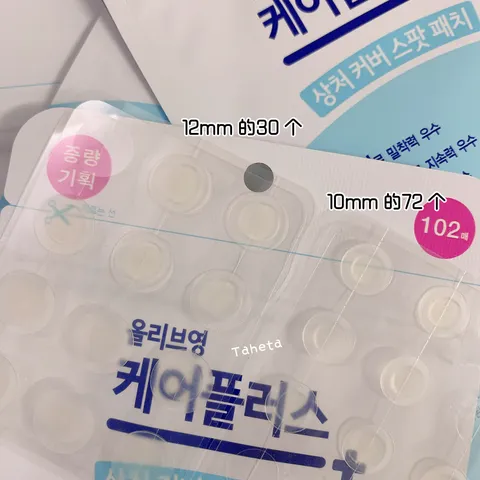 케어플
상처 커버 스팟 패치
밀착력 우수
지속력 우수
12mm 的30 个
증량
기획
10mm 的72 个
102매
올리브영
Taheta
케어플러스
상처